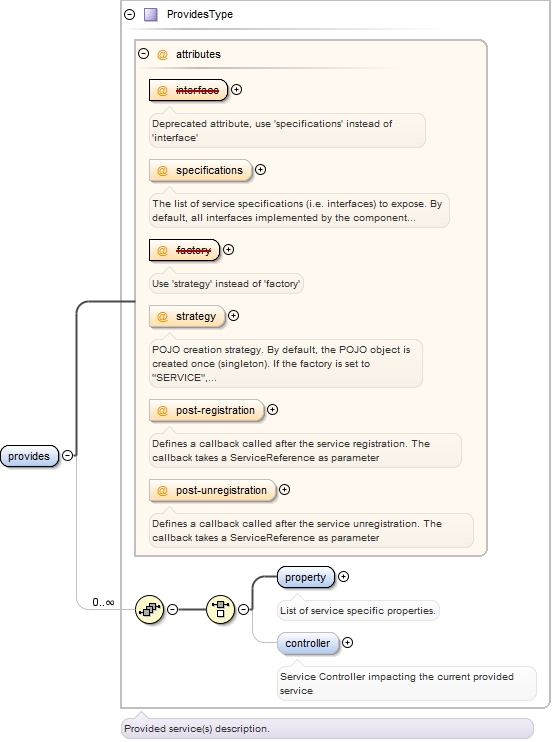 ProvidesType
@ attributes
@ interface
Deprecated attribute, use 'specifications' instead of
'interface'
@ specifications
The list of service specifications (i.e. interfaces) to expose. By
default, all interfaces implemented by the component...
@ factory
Use 'strategy' instead of 'factory'
@ strategy
POJO creation strategy. By default, the POJO object is
created once (singleton). If the factory is set to
"SERVICE",...
@ post-registration
Defines a callback called after the service registration. The
callback takes a ServiceReference as parameter
provides
@ post-unregistration
Defines a callback called after the service unregistration. The
callback takes a ServiceReference as parameter
property
0..∞
List of service specific properties.
controller
Service Controller impacting the current provided
service
Provided service(s) description.